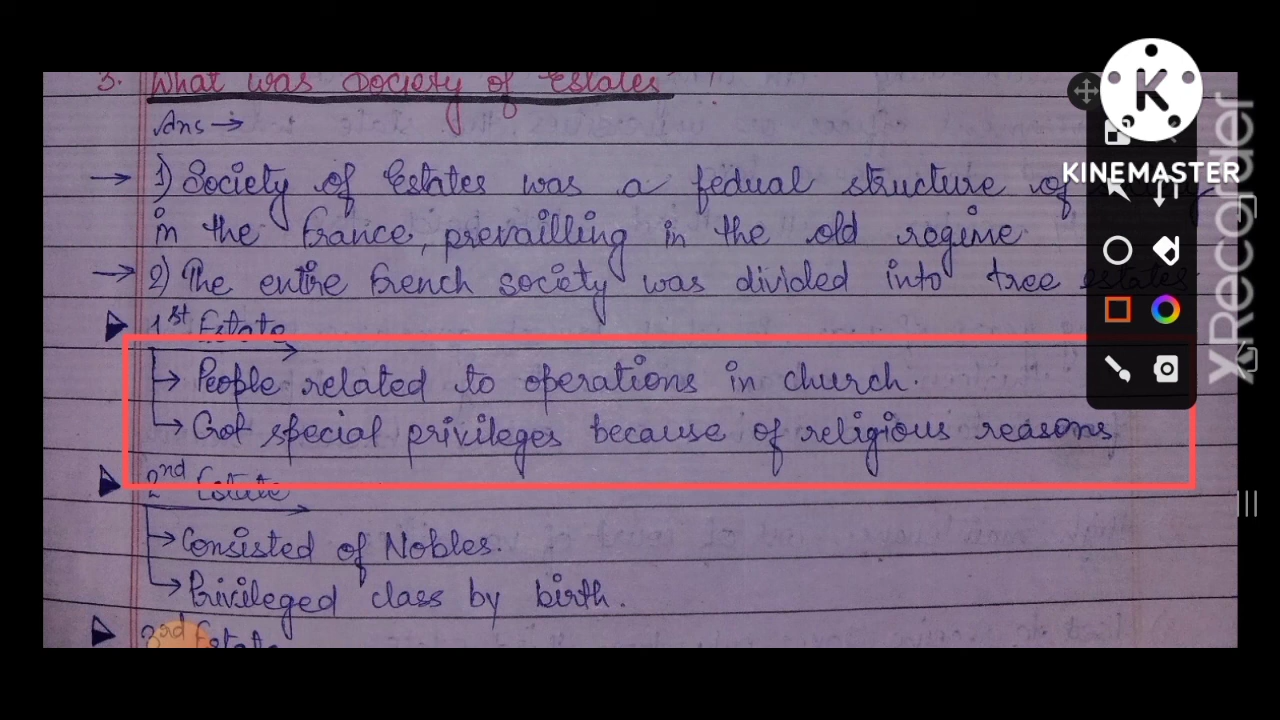 3. What was Society of Estates ?
Ans →
→ 1) Society of Estates was a fedual structure of
in the france, prevailling in the old regime
→ 2) The entire french society was divided into tree estates.
1st Estate
→ People related to operations in church.
→ Got special privileges because of religious reasons
2nd Estate
→ Consisted of Nobles.
→ Privileged class by birth.
3rd Estate
K
KINEMASTER
XRecorder